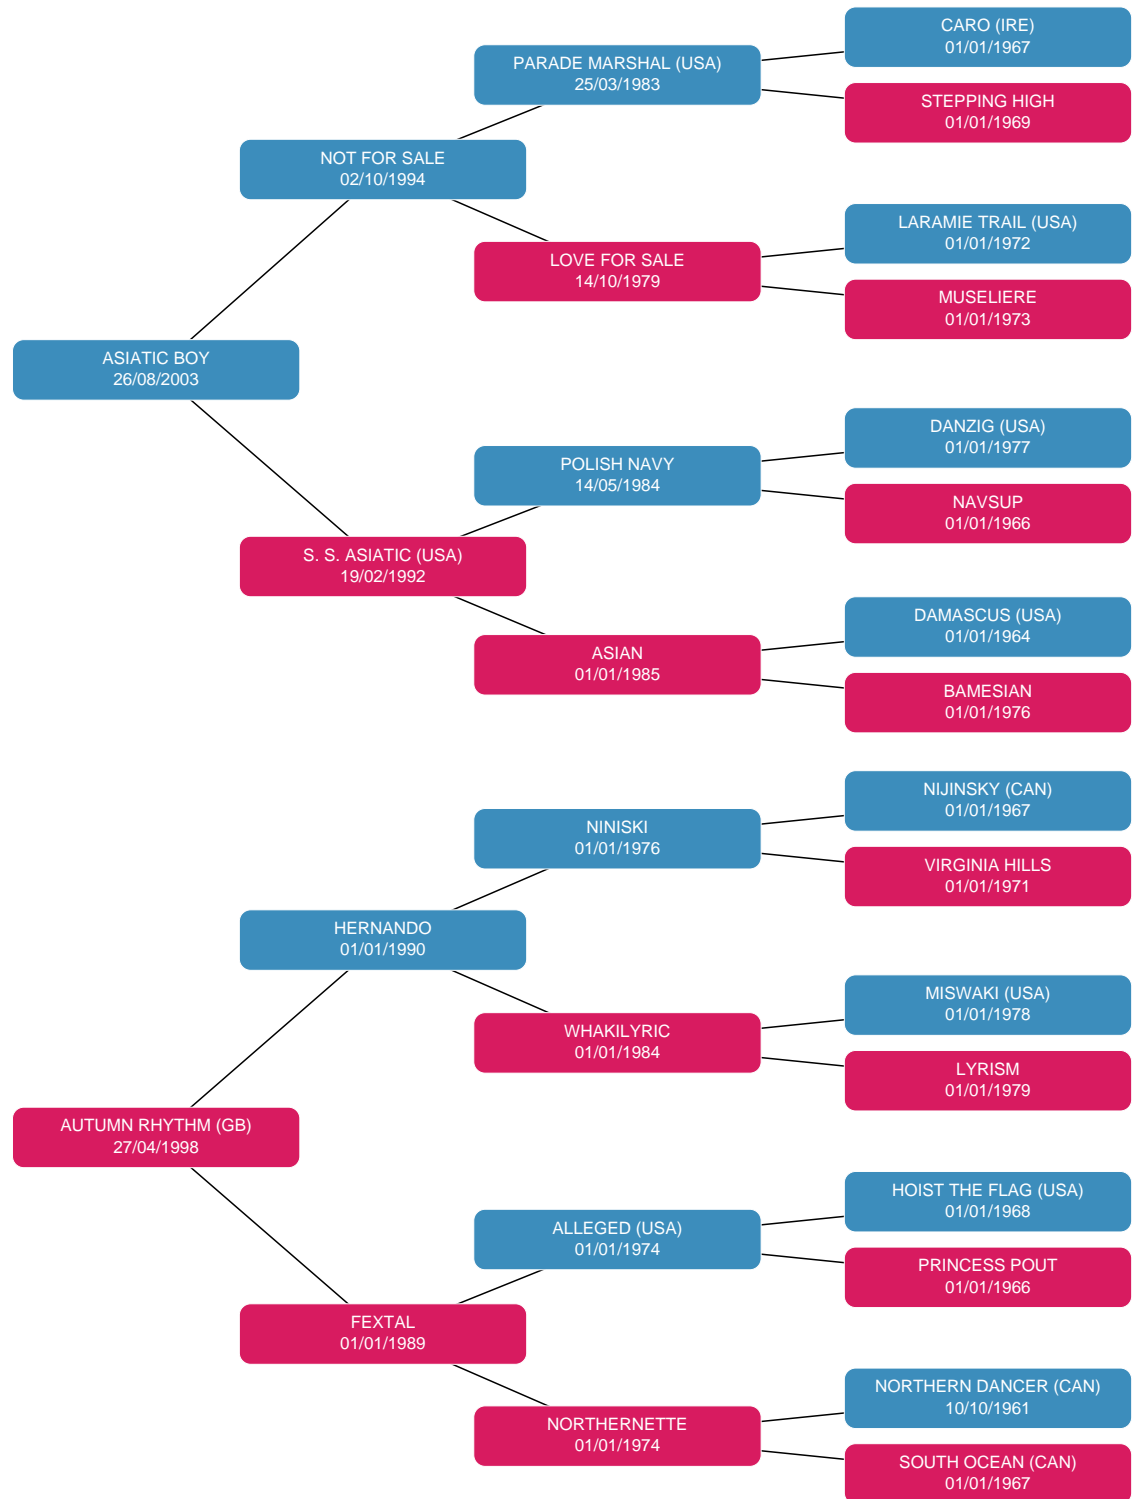 CARO (IRE)
01/01/1967
PARADE MARSHAL (USA)
25/03/1983
STEPPING HIGH
01/01/1969
NOT FOR SALE
02/10/1994
LARAMIE TRAIL (USA)
01/01/1972
LOVE FOR SALE
14/10/1979
MUSELIERE
01/01/1973
ASIATIC BOY
26/08/2003
DANZIG (USA)
01/01/1977
POLISH NAVY
14/05/1984
NAVSUP
01/01/1966
S. S. ASIATIC (USA)
19/02/1992
DAMASCUS (USA)
01/01/1964
ASIAN
01/01/1985
BAMESIAN
01/01/1976
NIJINSKY (CAN)
01/01/1967
NINISKI
01/01/1976
VIRGINIA HILLS
01/01/1971
HERNANDO
01/01/1990
MISWAKI (USA)
01/01/1978
WHAKILYRIC
01/01/1984
LYRISM
01/01/1979
AUTUMN RHYTHM (GB)
27/04/1998
HOIST THE FLAG (USA)
01/01/1968
ALLEGED (USA)
01/01/1974
PRINCESS POUT
01/01/1966
FEXTAL
01/01/1989
NORTHERN DANCER (CAN)
10/10/1961
NORTHERNETTE
01/01/1974
SOUTH OCEAN (CAN)
01/01/1967